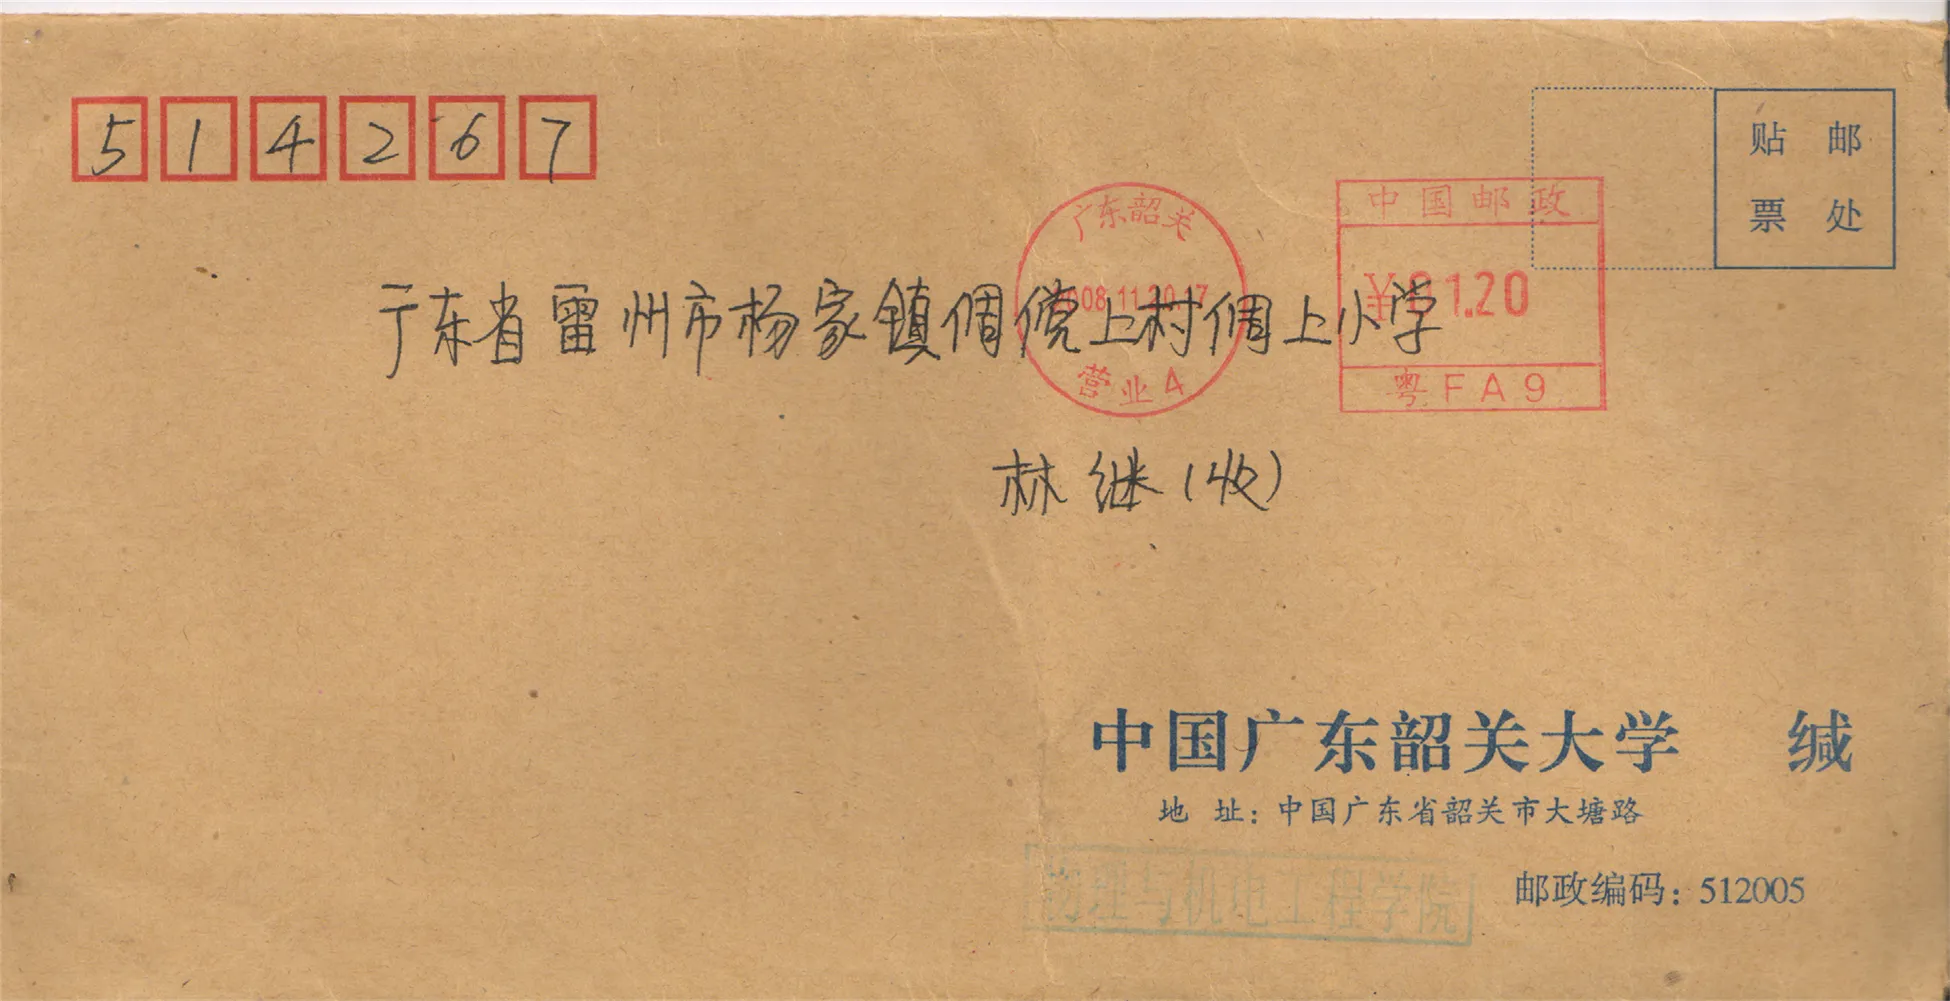 514267
贴邮
票处
广东韶关
2008.11.20.17
营业4
中国邮政
¥01.20
粤FA9
广东省雷州市杨家镇倜傥上村倜上小学
林继(收)
中国广东韶关大学 缄
地 址：中国广东省韶关市大塘路
物理与机电工程学院
邮政编码：512005